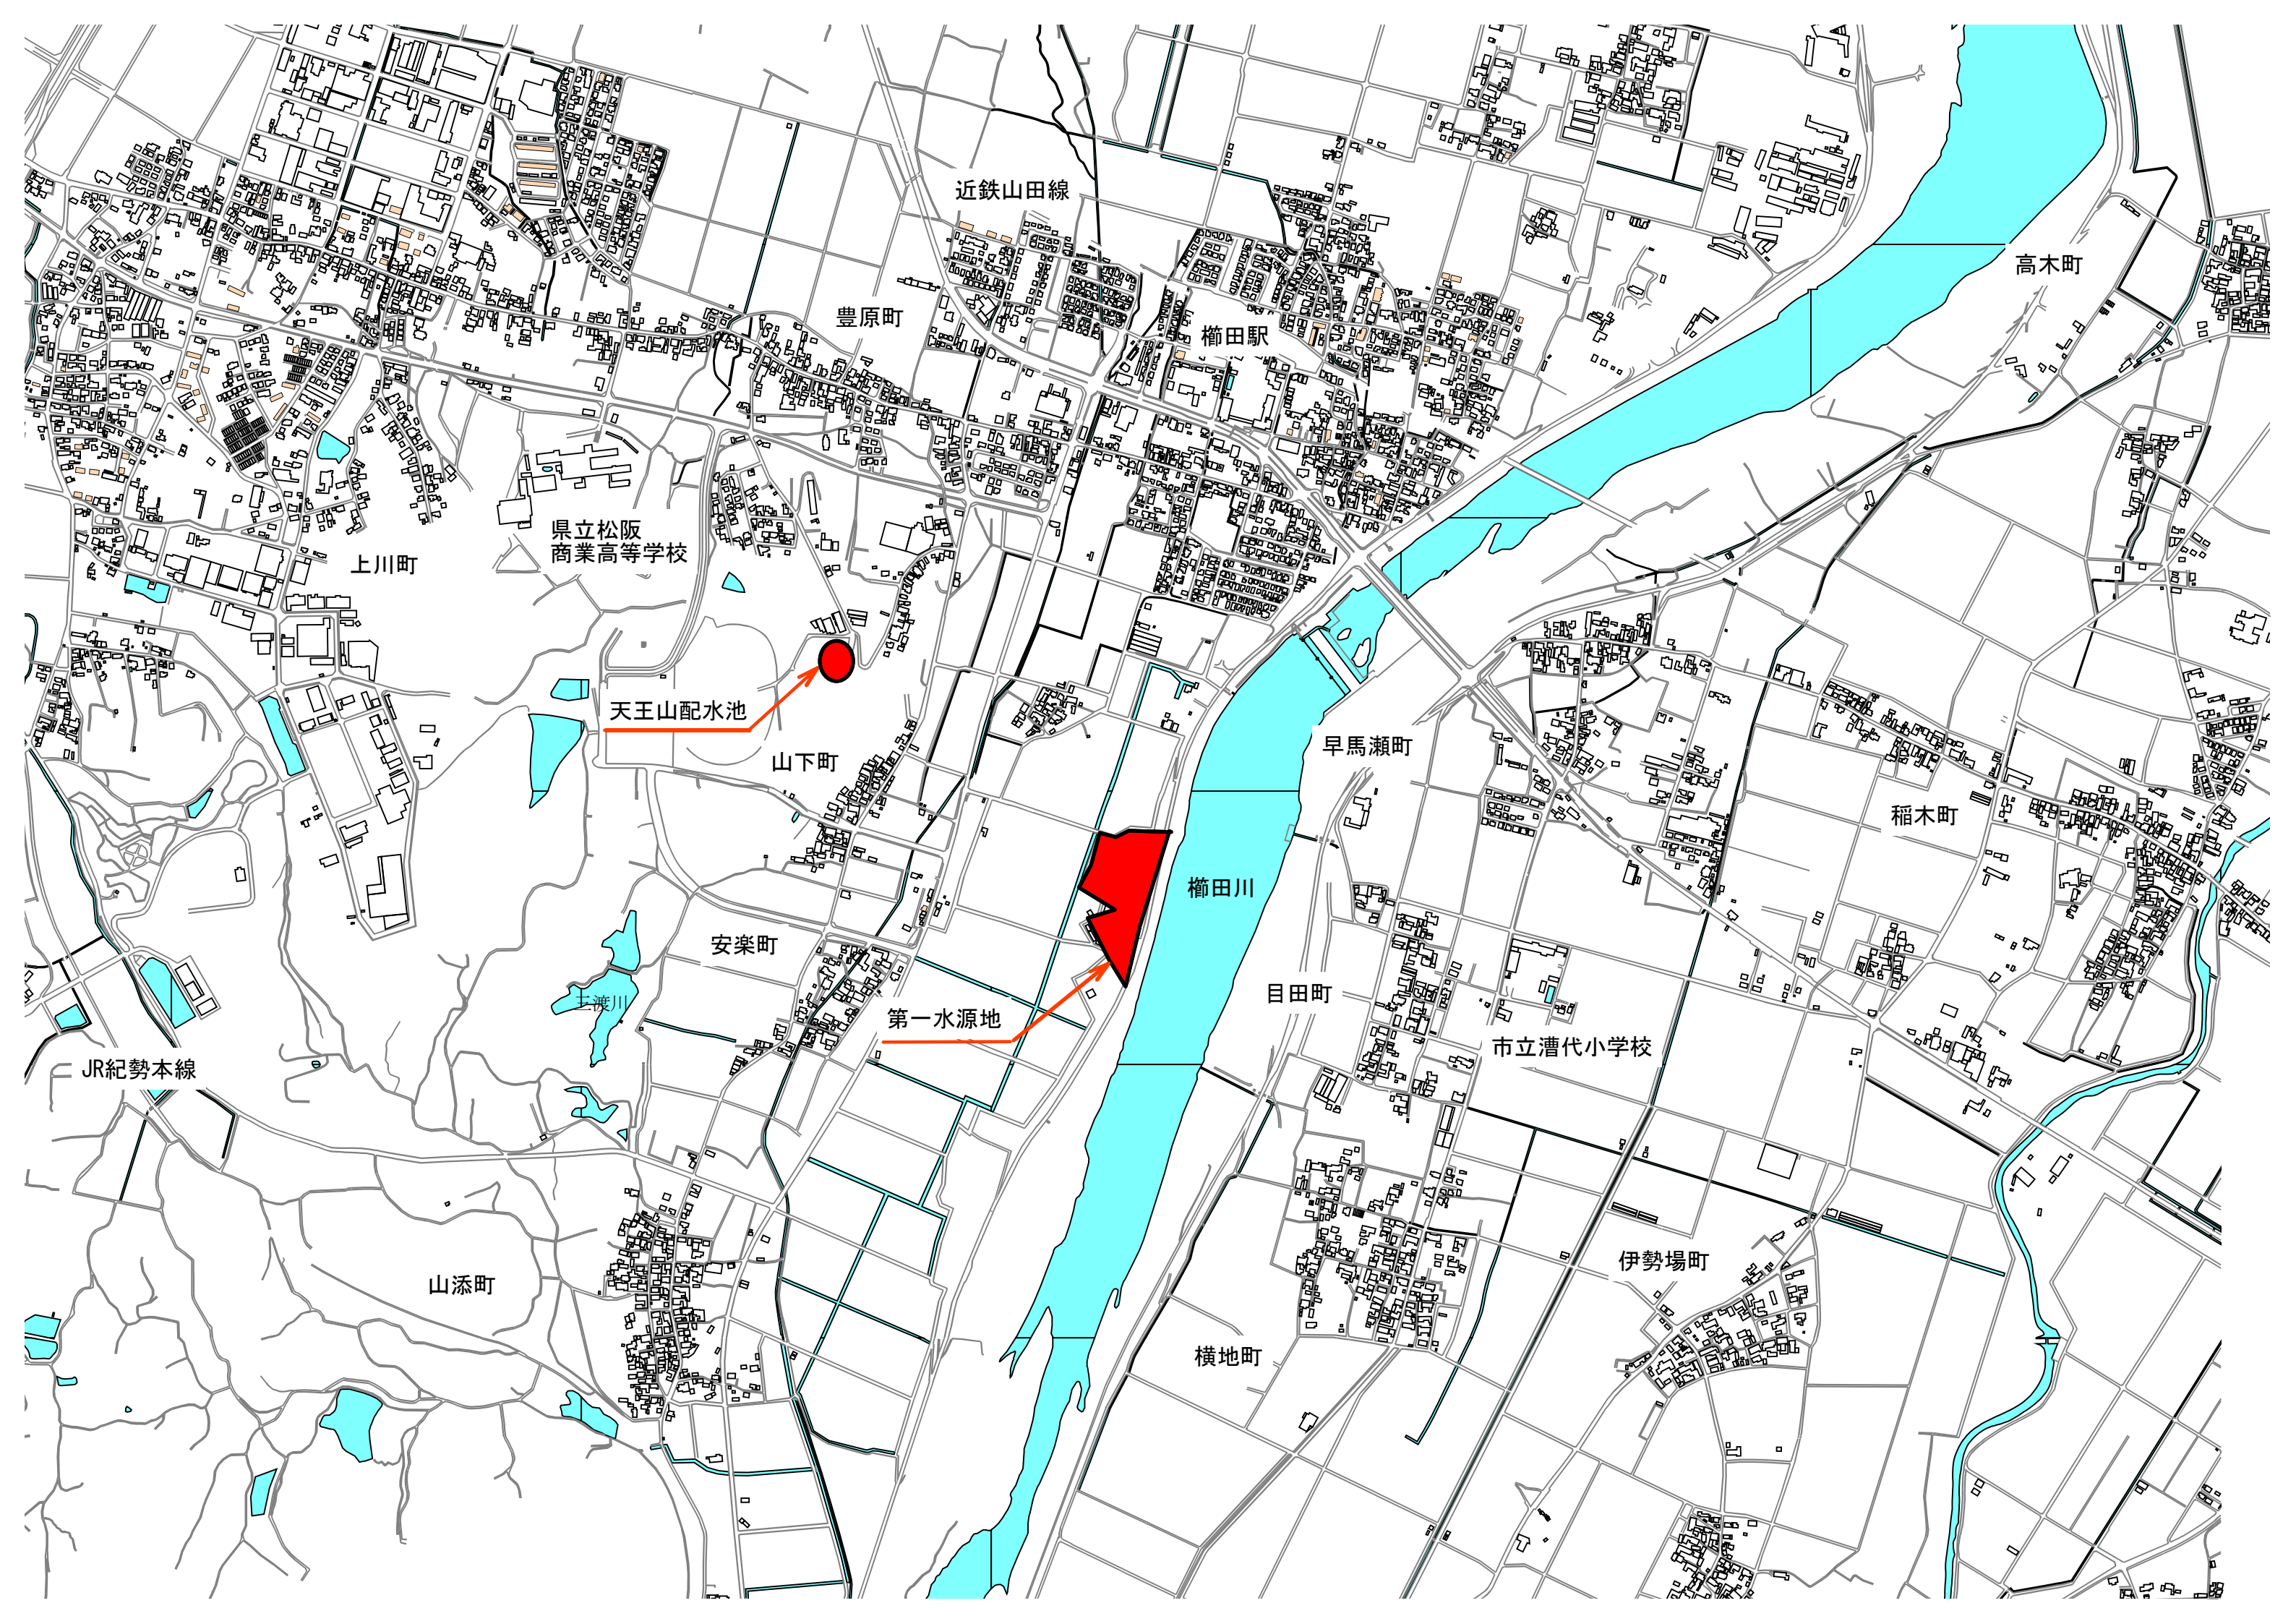 近鉄山田線
高木町
豊原町
櫛田駅
県立松阪
商業高等学校
上川町
天王山配水池
早馬瀬町
山下町
稲木町
櫛田川
安楽町
目田町
三渡川
第一水源地
市立漕代小学校
JR紀勢本線
伊勢場町
山添町
横地町